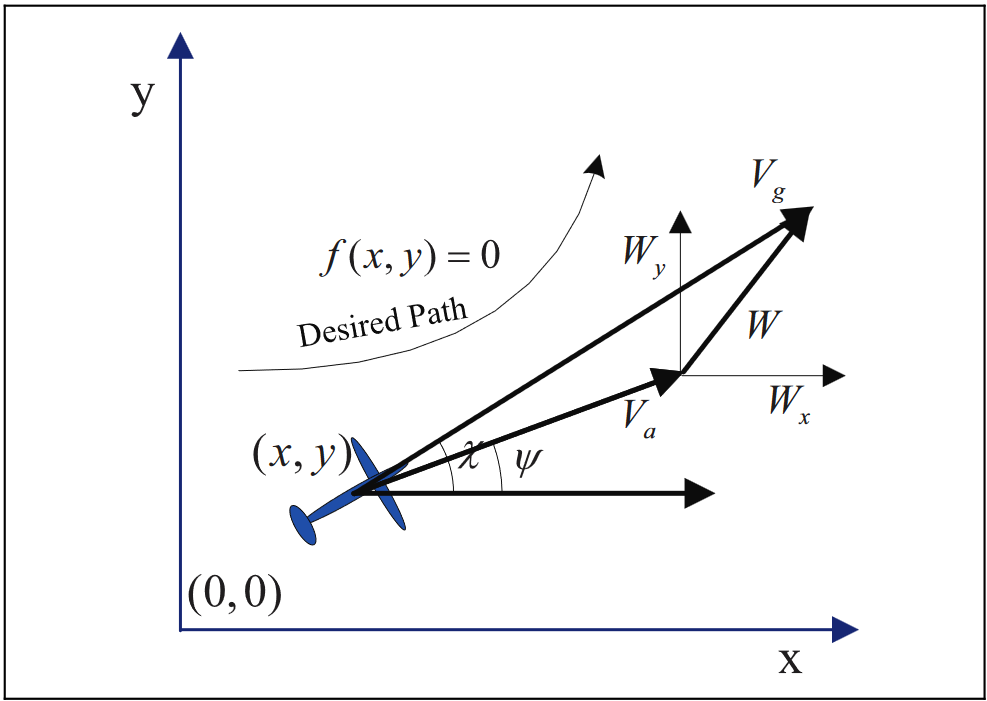 y
V_g
f(x, y) = 0
W_y
Desired Path
W
W_x
V_a
(x, y)
χ
ψ
(0, 0)
x